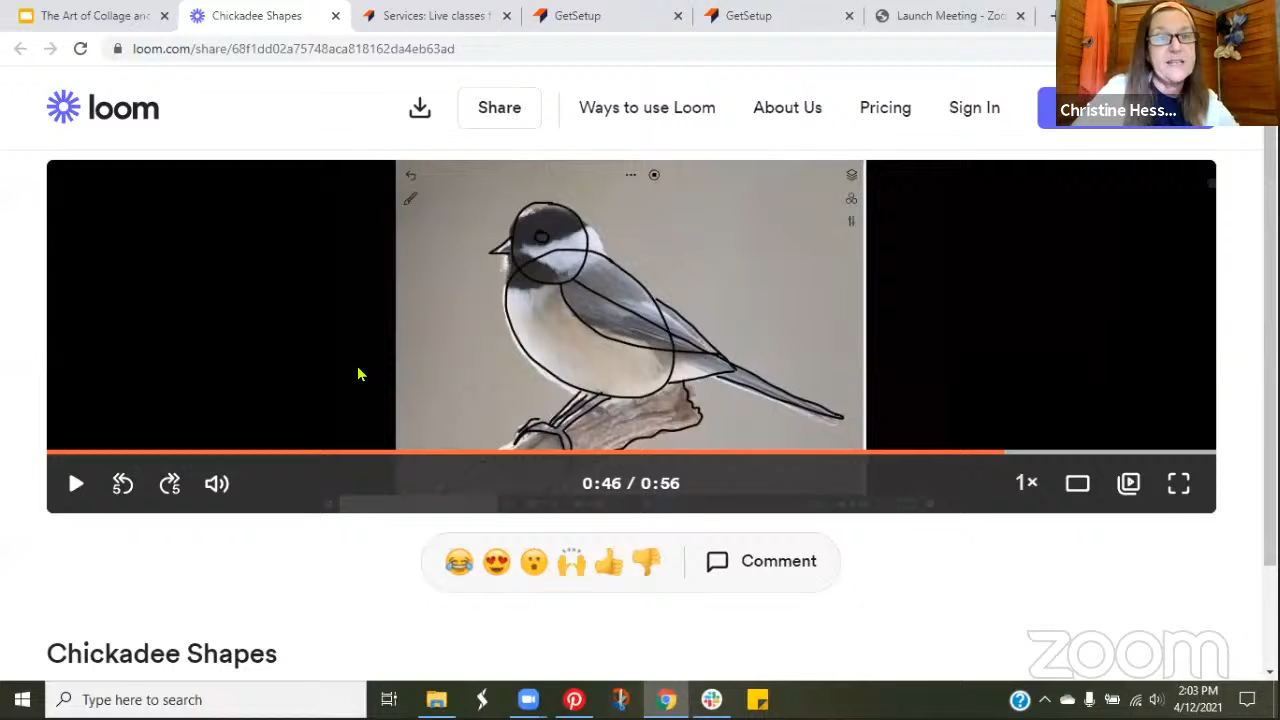 The Art of Collage and
Chickadee Shapes
Services: Live classes f
GetSetup
GetSetup
Launch Meeting - Zoo
loom.com/share/68f1dd02a75748aca818162da4eb63ad
Christine Hess...
loom
Share
Ways to use Loom
About Us
Pricing
Sign In
5
5
0:46 / 0:56
1×
Comment
Chickadee Shapes
zoom
Type here to search
2:03 PM
4/12/2021